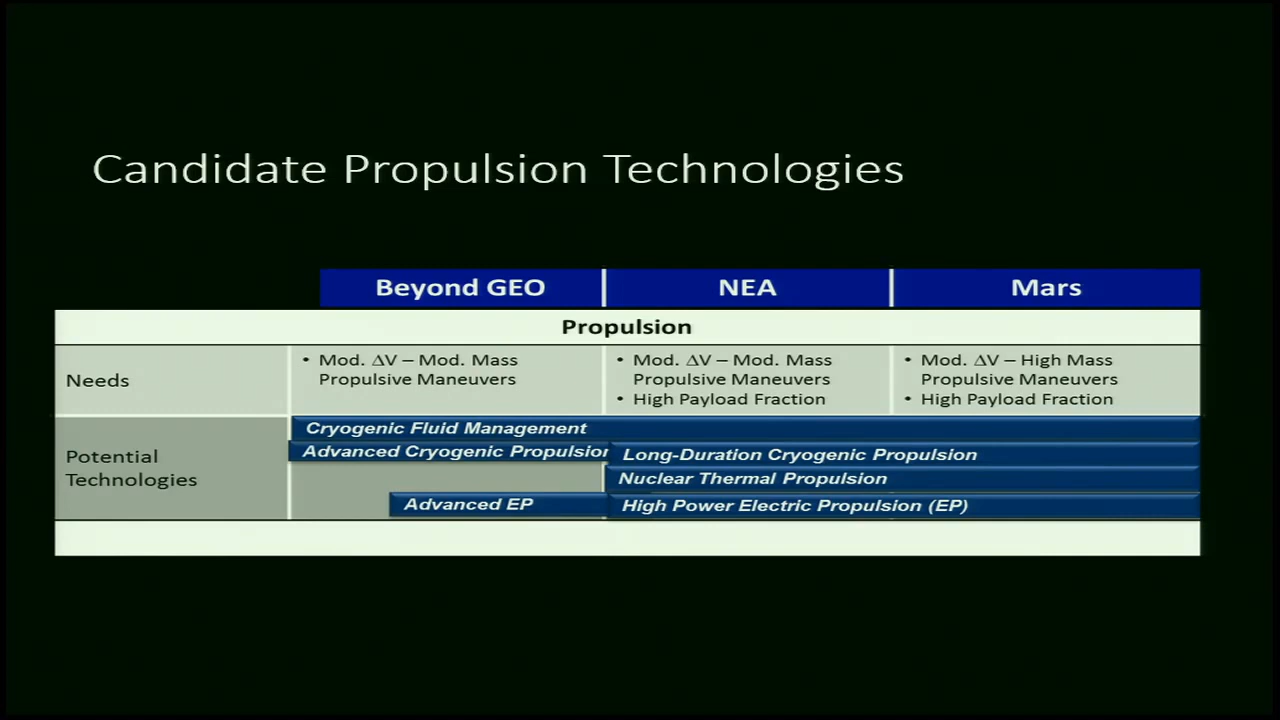 Candidate Propulsion Technologies
Beyond GEO
NEA
Mars
Propulsion
Needs
• Mod. ΔV – Mod. Mass
Propulsive Maneuvers
• Mod. ΔV – Mod. Mass
Propulsive Maneuvers
• High Payload Fraction
• Mod. ΔV – High Mass
Propulsive Maneuvers
• High Payload Fraction
Potential
Technologies
Cryogenic Fluid Management
Advanced Cryogenic Propulsion
Long-Duration Cryogenic Propulsion
Nuclear Thermal Propulsion
Advanced EP
High Power Electric Propulsion (EP)